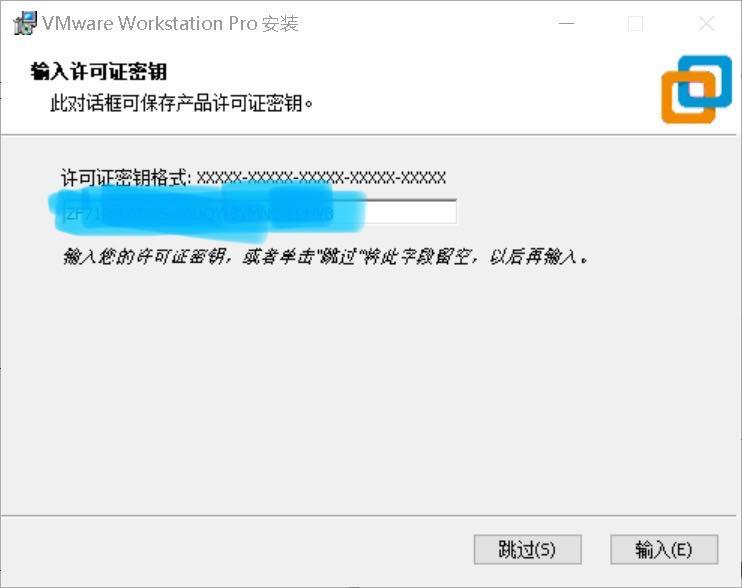 VMware Workstation Pro 安装
输入许可证密钥
此对话框可保存产品许可证密钥。
许可证密钥格式: XXXXX-XXXXX-XXXXX-XXXXX-XXXXX
输入您的许可证密钥，或者单击"跳过"将此字段留空，以后再输入。
跳过(S)
输入(E)